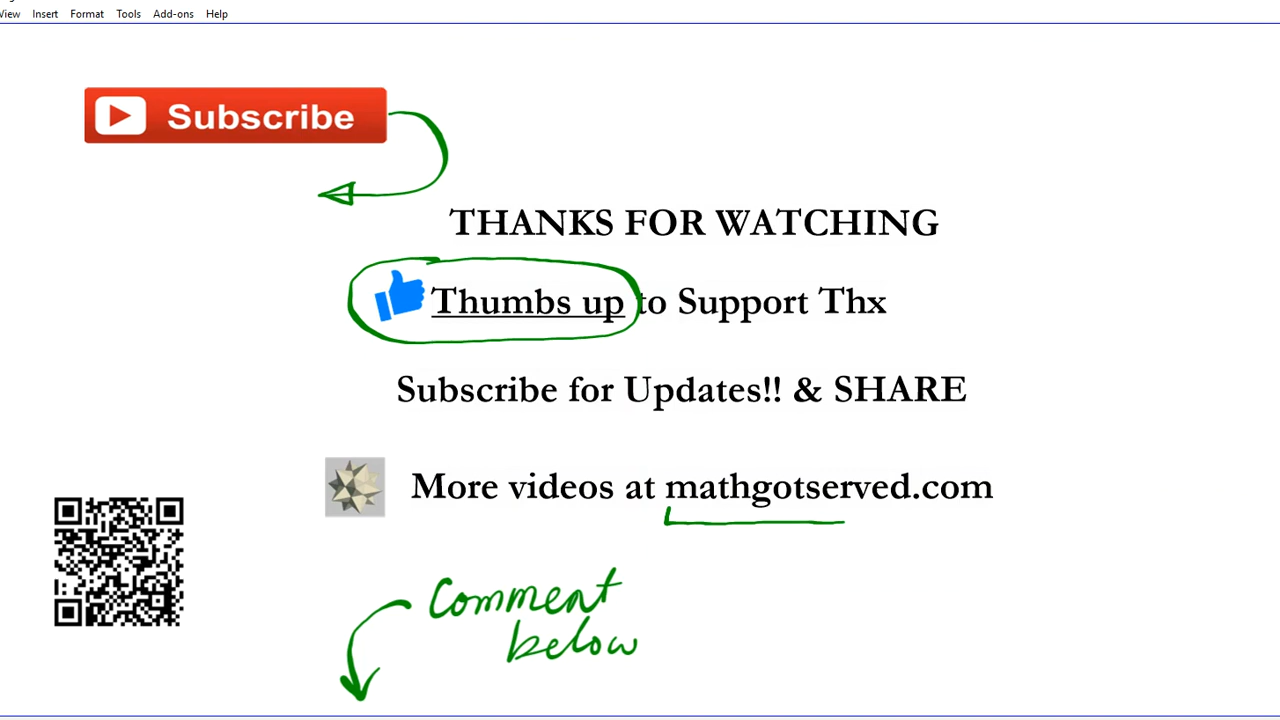 View Insert Format Tools Add-ons Help
Subscribe
THANKS FOR WATCHING
Thumbs up to Support Thx
Subscribe for Updates!! & SHARE
More videos at mathgotserved.com
Comment
below